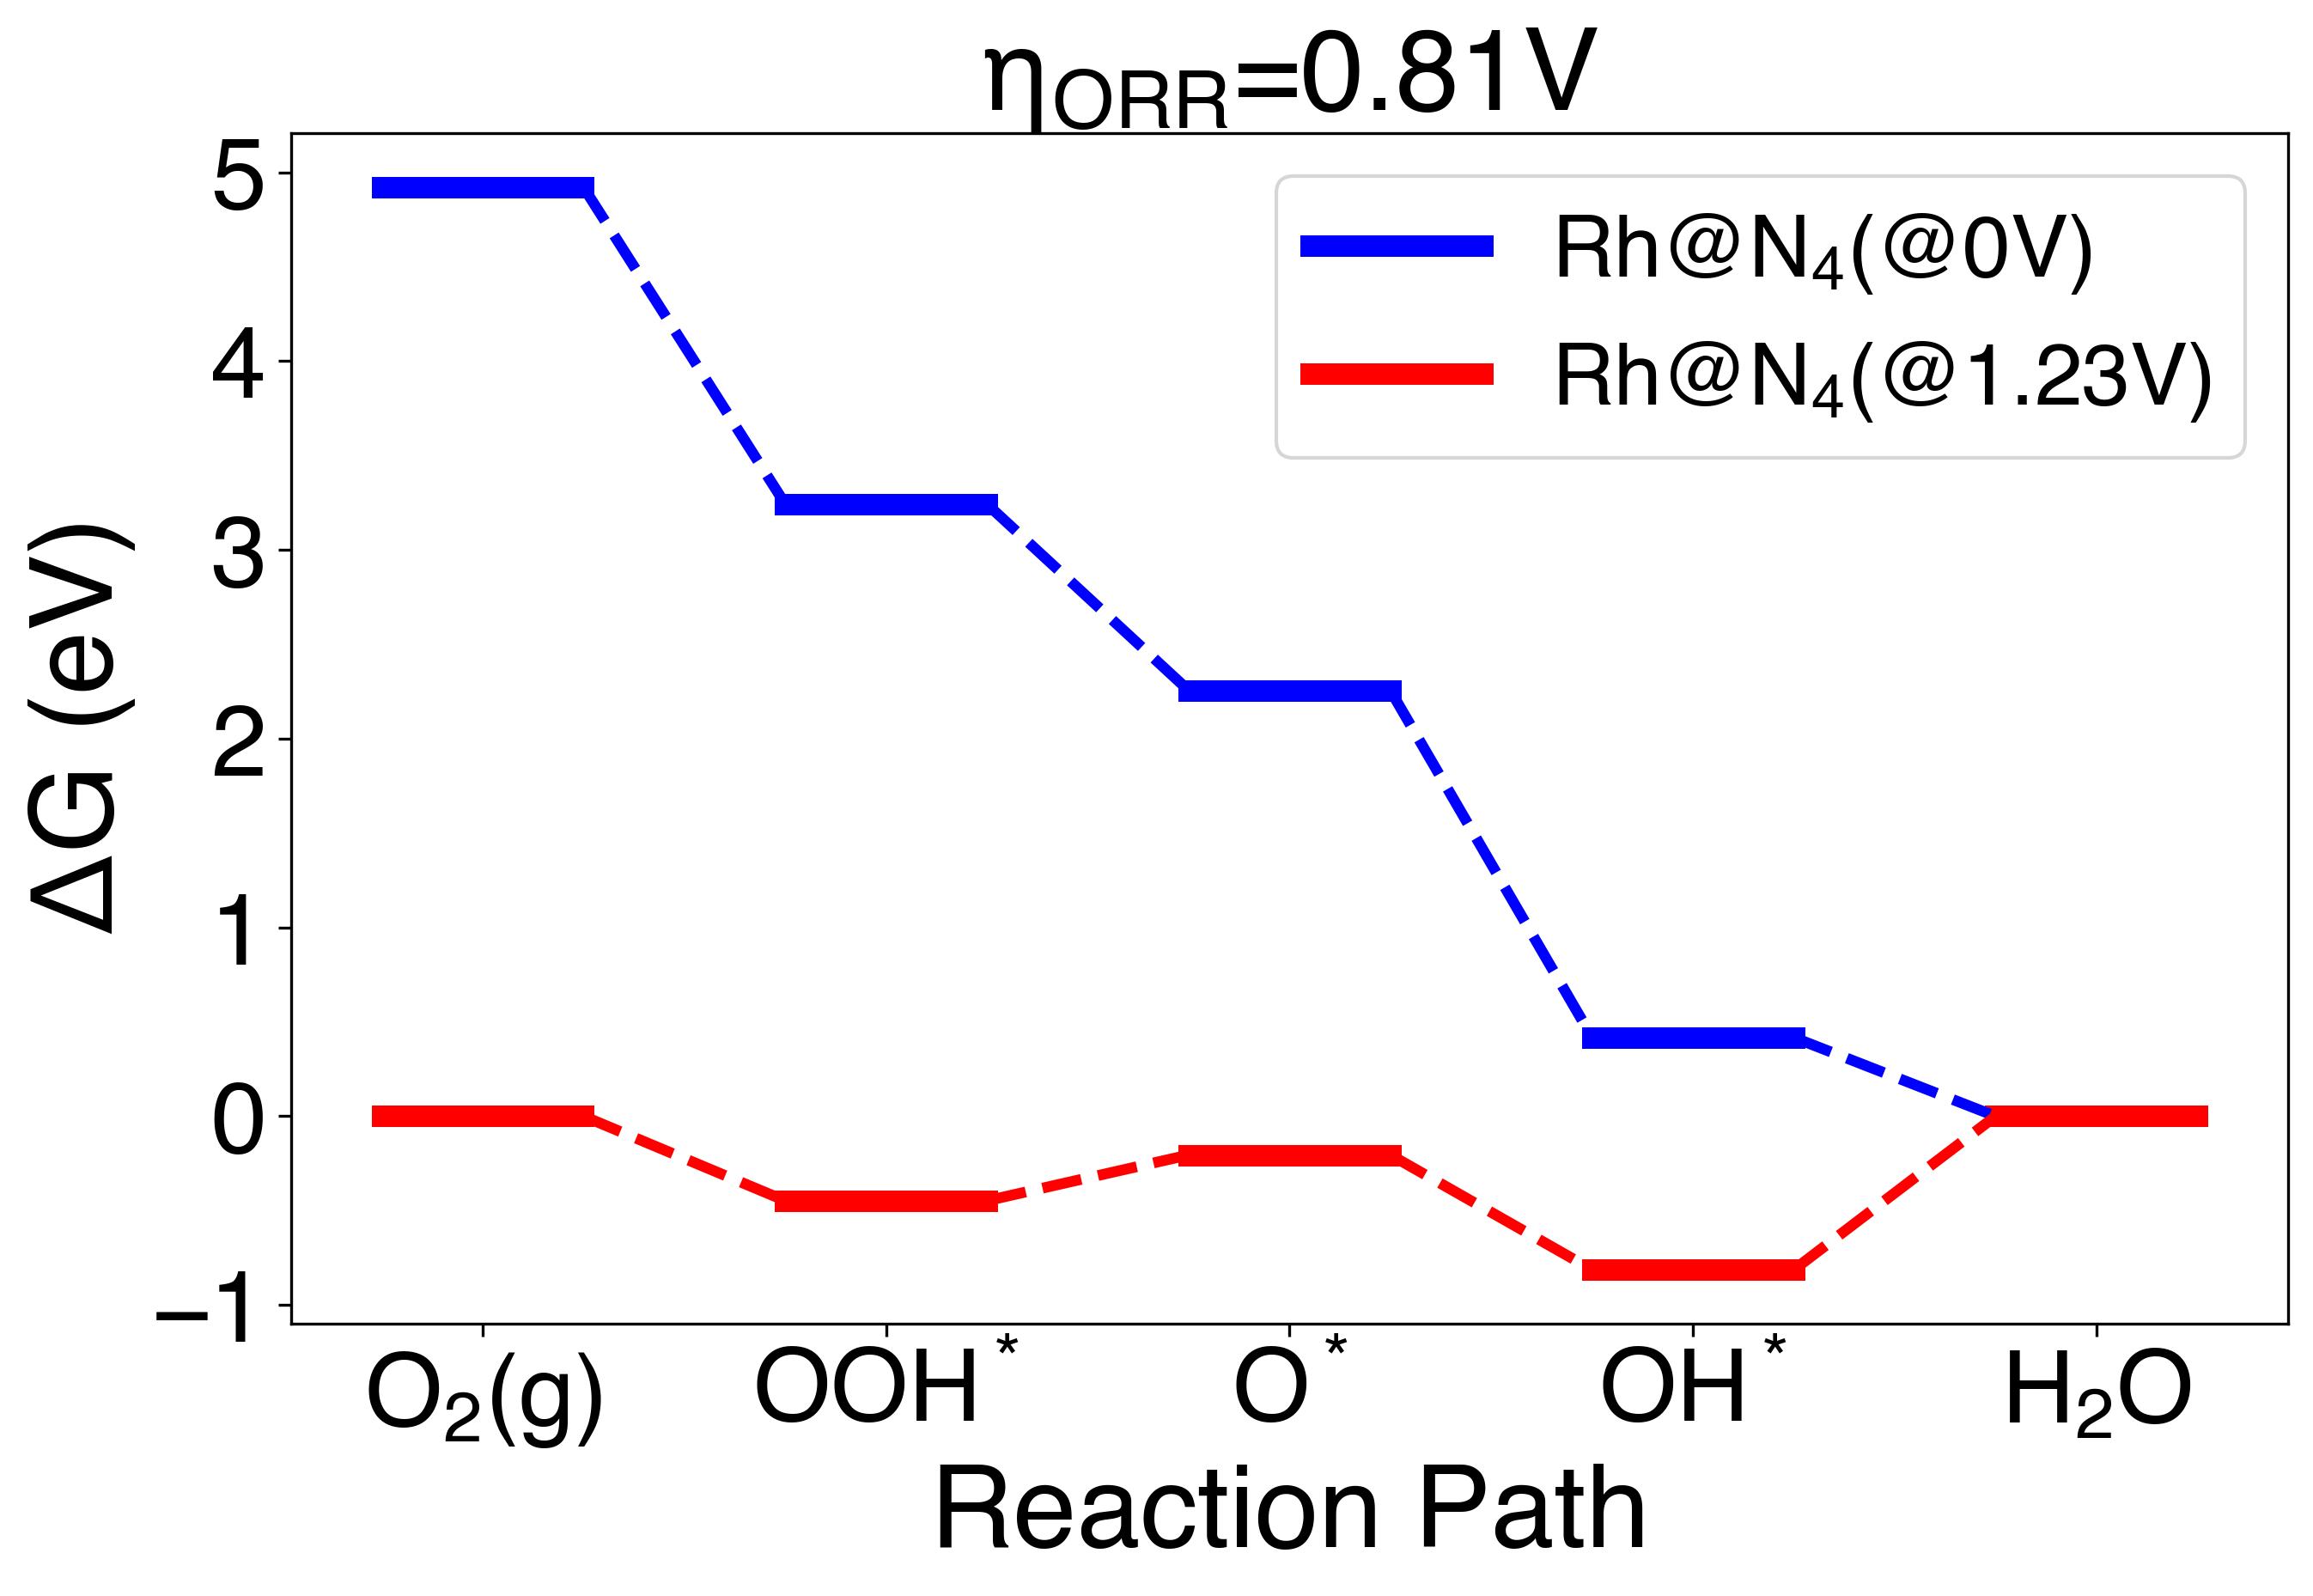 η_ORR=0.81V
Rh@N₄(@0V)
Rh@N₄(@1.23V)
ΔG (eV)
5
4
3
2
1
0
−1
O₂(g) OOH* O* OH* H₂O
Reaction Path